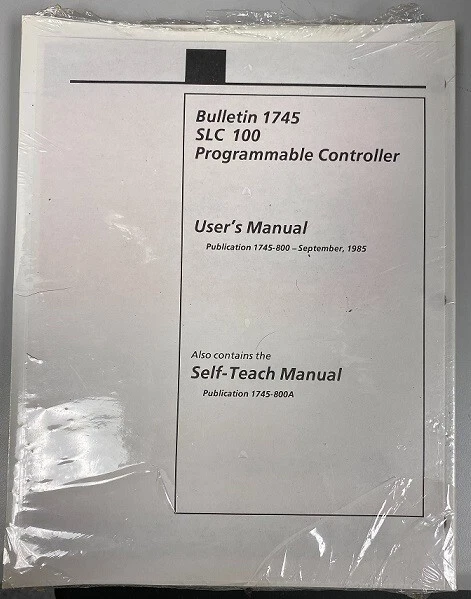 Bulletin 1745
SLC 100
Programmable Controller
User's Manual
Publication 1745-800 – September, 1985
Also contains the
Self-Teach Manual
Publication 1745-800A